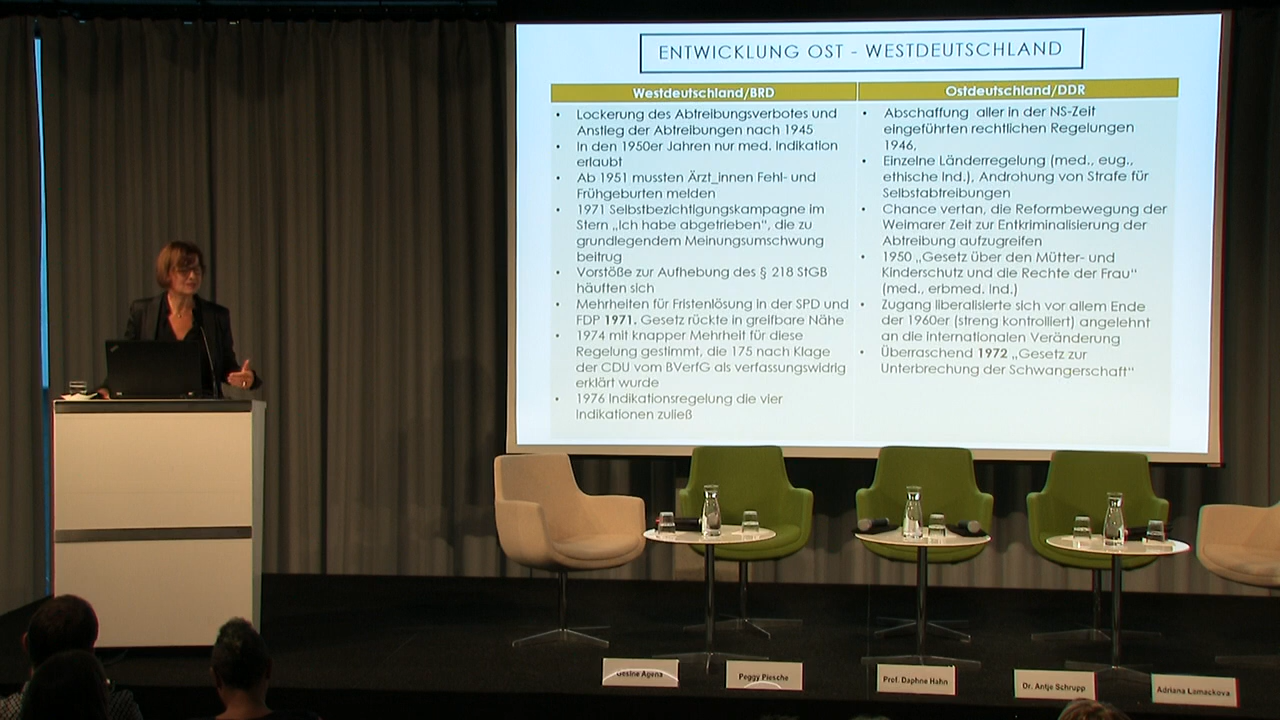 ENTWICKLUNG OST - WESTDEUTSCHLAND
Westdeutschland/BRD
• Lockerung des Abtreibungsverbotes und
Anstieg der Abtreibungen nach 1945
• In den 1950er Jahren nur med. Indikation
erlaubt
• Ab 1951 mussten Ärzt_innen Fehl- und
Frühgeburten melden
• 1971 Selbstbezichtigungskampagne im
Stern „Ich habe abgetrieben“, die zu
grundlegendem Meinungsumschwung
beitrug
• Vorstöße zur Aufhebung des § 218 StGB
häuften sich
• Mehrheiten für Fristenlösung in der SPD und
FDP 1971. Gesetz rückte in greifbare Nähe
• 1974 mit knapper Mehrheit für diese
Regelung gestimmt, die 175 nach Klage
der CDU vom BVerfG als verfassungswidrig
erklärt wurde
• 1976 Indikationsregelung die vier
Indikationen zuließ
Ostdeutschland/DDR
• Abschaffung aller in der NS-Zeit
eingeführten rechtlichen Regelungen
1946,
• Einzelne Länderregelung (med., eug.,
ethische Ind.), Androhung von Strafe für
Selbstabtreibungen
• Chance vertan, die Reformbewegung der
Weimarer Zeit zur Entkriminalisierung der
Abtreibung aufzugreifen
• 1950 „Gesetz über den Mütter- und
Kinderschutz und die Rechte der Frau“
(med., erbmed. Ind.)
• Zugang liberalisierte sich vor allem Ende
der 1960er (streng kontrolliert) angelehnt
an die internationalen Veränderung
• Überraschend 1972 „Gesetz zur
Unterbrechung der Schwangerschaft“
Gesine Agena
Peggy Piesche
Prof. Daphne Hahn
Dr. Antje Schrupp
Adriana Lamackova